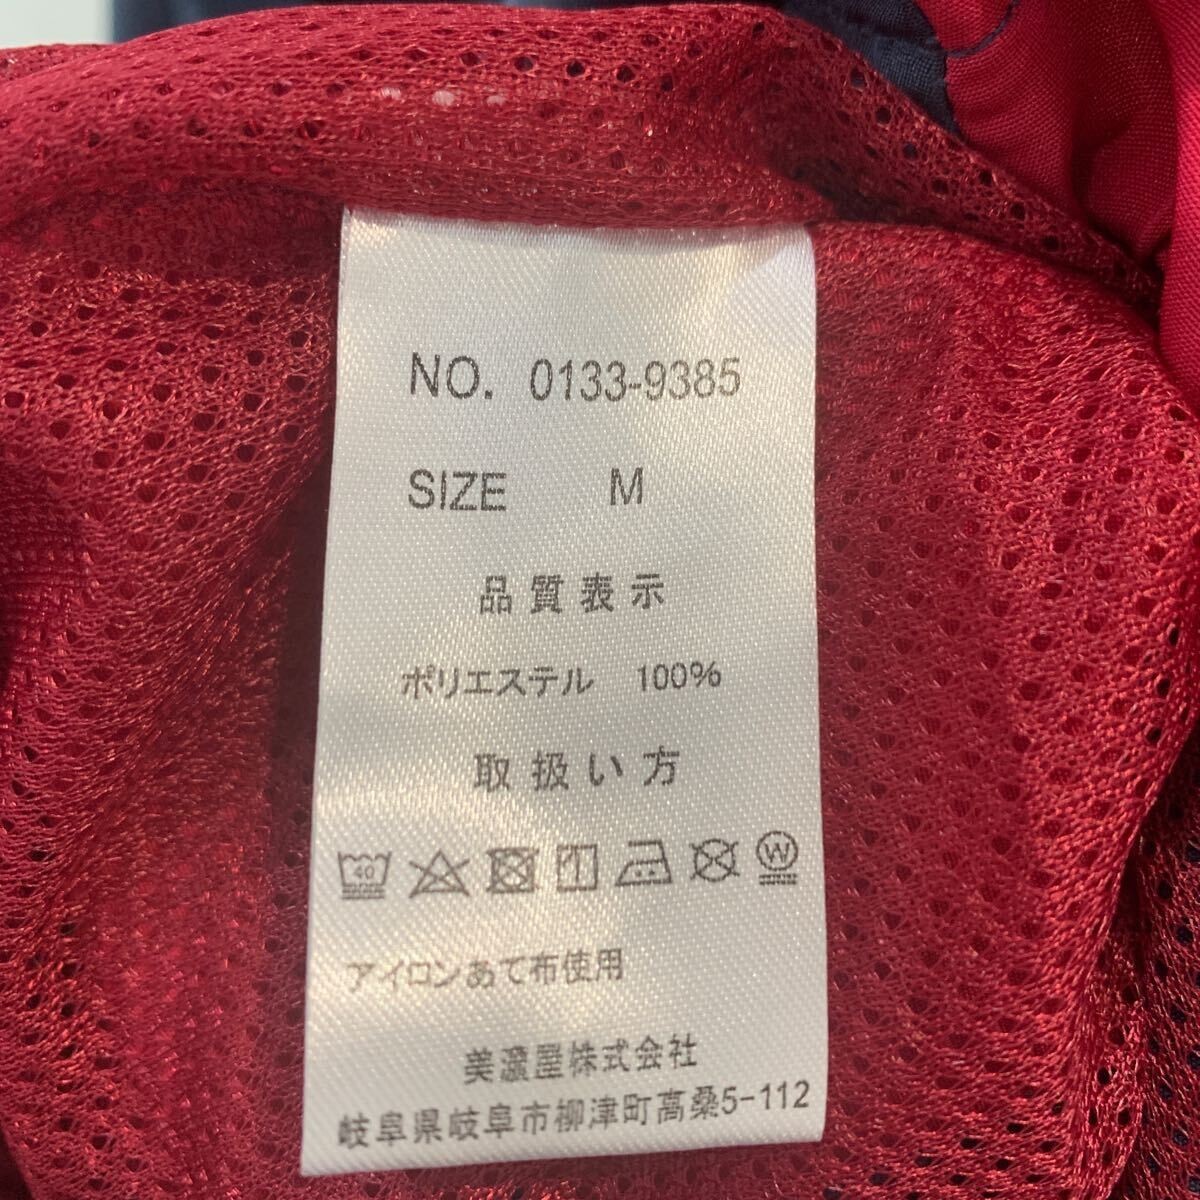 NO. 0133-9385
SIZE M
品質表示
ポリエステル 100%
取扱い方
40 W
アイロンあて布使用
美濃屋株式会社
岐阜県岐阜市柳津町高桑5-112